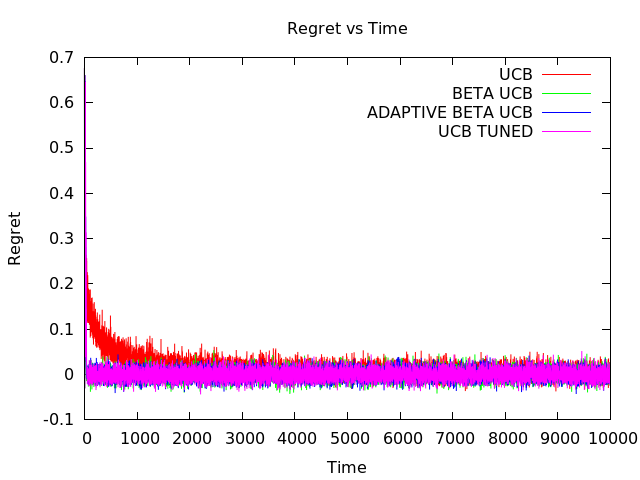 Regret vs Time
UCB
BETA UCB
ADAPTIVE BETA UCB
UCB TUNED
0.7
0.6
0.5
0.4
0.3
0.2
0.1
0
-0.1
Regret
0 1000 2000 3000 4000 5000 6000 7000 8000 9000 10000
Time